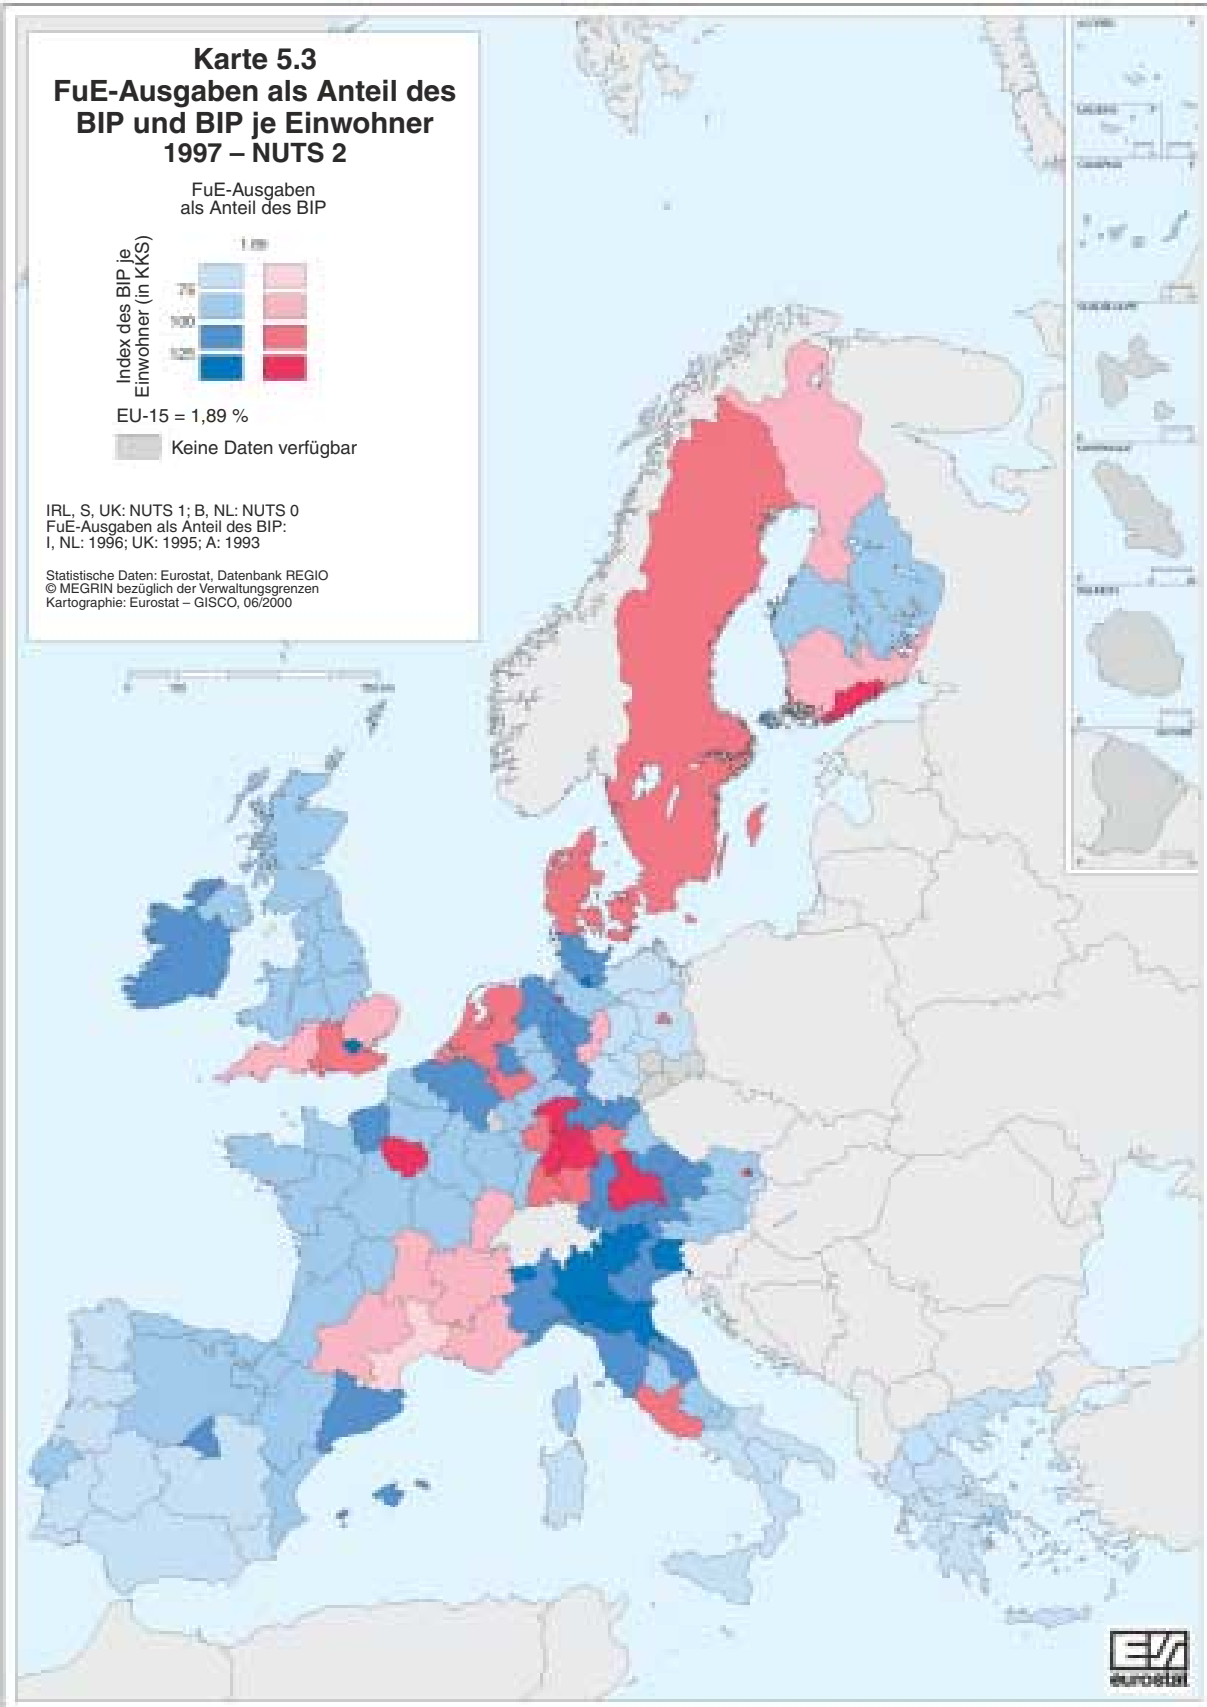 Karte 5.3
FuE-Ausgaben als Anteil des
BIP und BIP je Einwohner
1997 – NUTS 2
FuE-Ausgaben
als Anteil des BIP
1.89
Index des BIP je
Einwohner (in KKS)
75
100
125
EU-15 = 1,89 %
Keine Daten verfügbar
IRL, S, UK: NUTS 1; B, NL: NUTS 0
FuE-Ausgaben als Anteil des BIP:
I, NL: 1996; UK: 1995; A: 1993
Statistische Daten: Eurostat, Datenbank REGIO
© MEGRIN bezüglich der Verwaltungsgrenzen
Kartographie: Eurostat – GISCO, 06/2000
eurostat